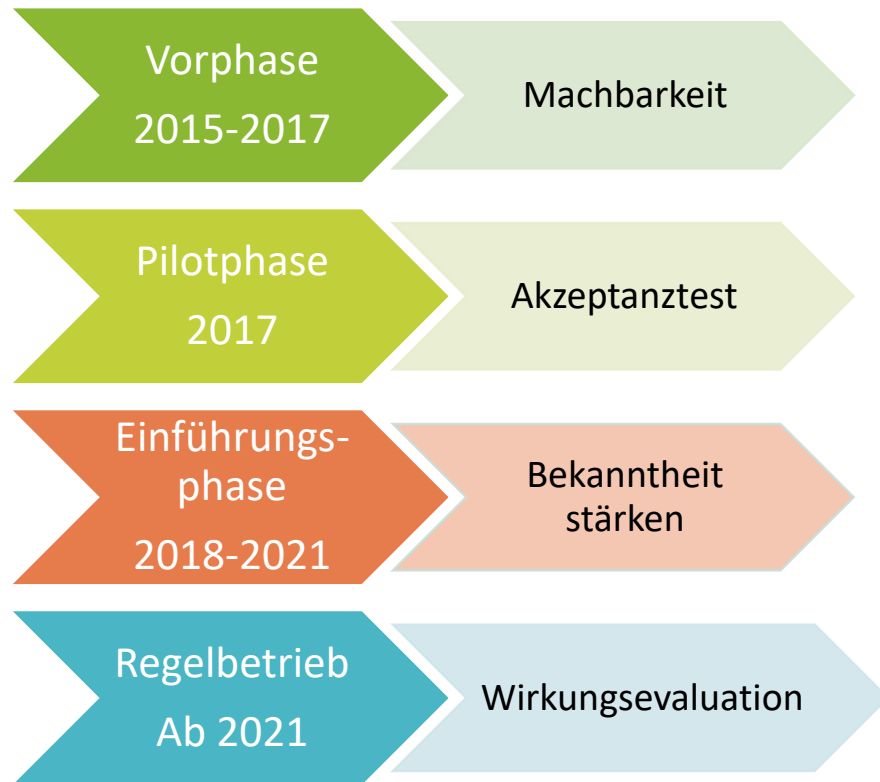 Vorphase
2015-2017
Machbarkeit
Pilotphase
2017
Akzeptanztest
Einführungs-
phase
2018-2021
Bekanntheit
stärken
Regelbetrieb
Ab 2021
Wirkungsevaluation